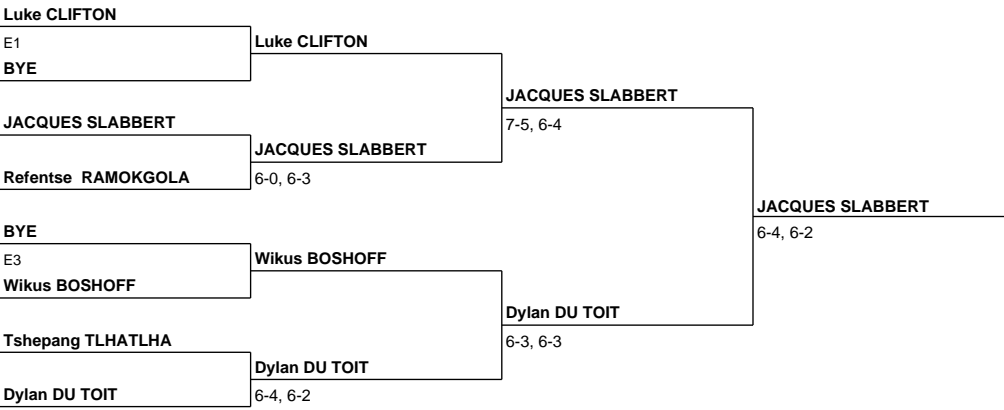 Luke CLIFTON
E1
Luke CLIFTON
BYE
JACQUES SLABBERT
JACQUES SLABBERT
7-5, 6-4
JACQUES SLABBERT
Refentse RAMOKGOLA
6-0, 6-3
JACQUES SLABBERT
BYE
6-4, 6-2
E3
Wikus BOSHOFF
Wikus BOSHOFF
Dylan DU TOIT
Tshepang TLHATLHA
6-3, 6-3
Dylan DU TOIT
Dylan DU TOIT
6-4, 6-2